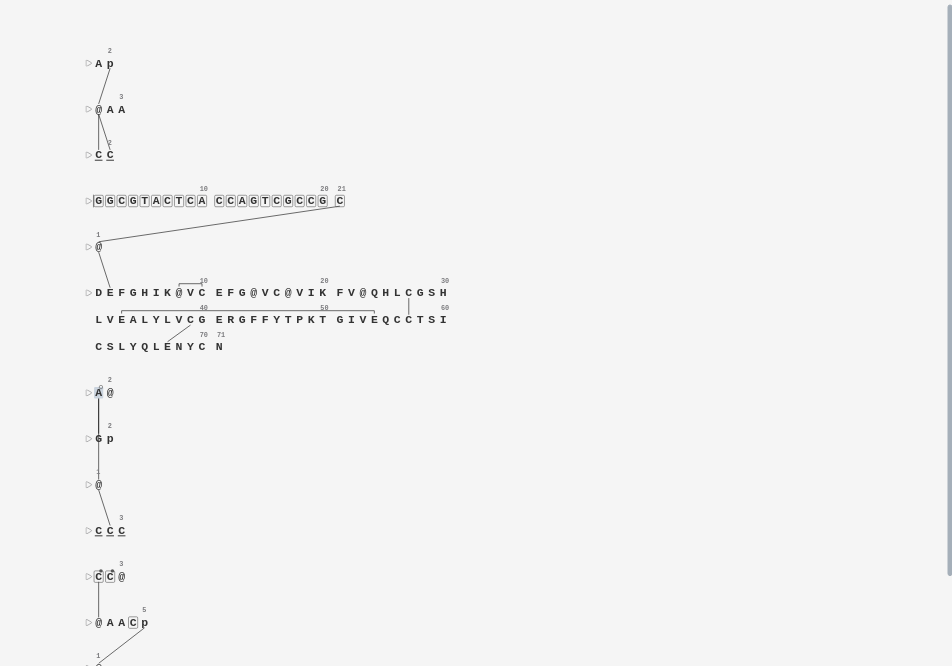 2
A p
3
@ A A
2
C C
10 20 21
G G C G T A C T C A C C A G T C G C C G C
1
@
10 20 30
D E F G H I K @ V C E F G @ V C @ V I K F V @ Q H L C G S H
40 50 60
L V E A L Y L V C G E R G F F Y T P K T G I V E Q C C T S I
70 71
C S L Y Q L E N Y C N
2
A @
2
G p
1
@
3
C C C
3
C C @
5
@ A A C p
1